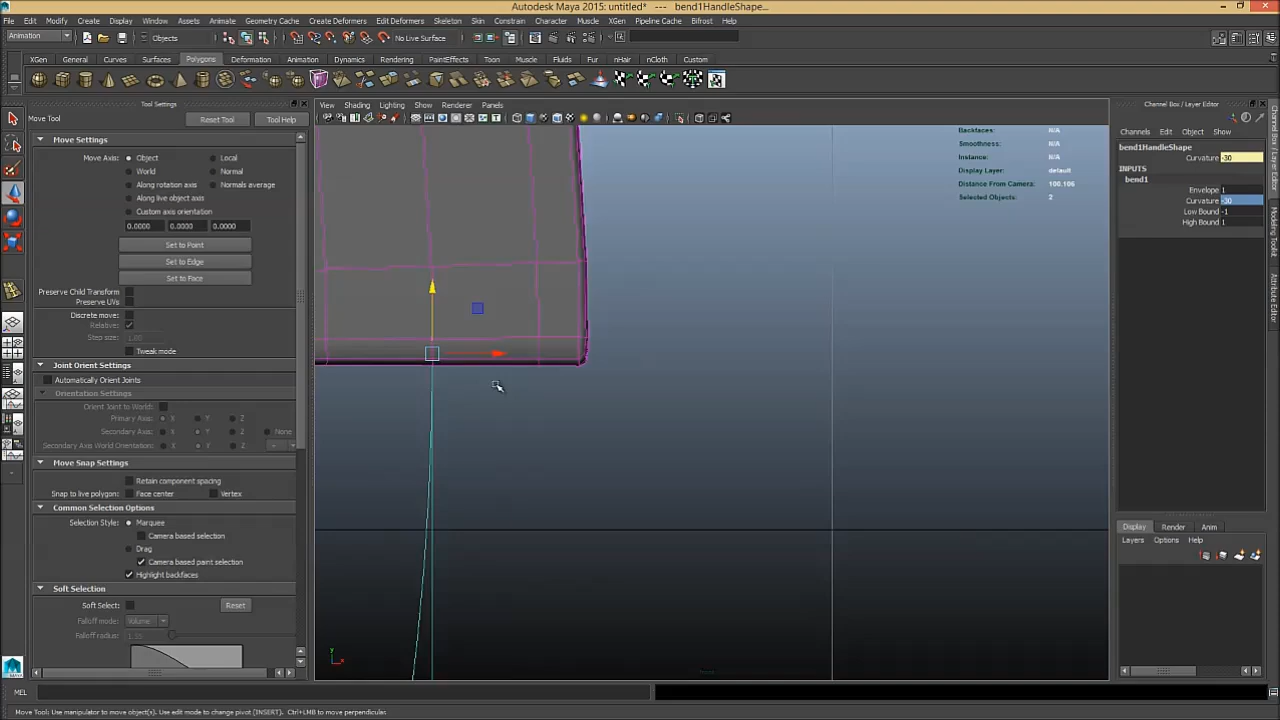 Autodesk Maya 2015: untitled* --- bend1HandleShape...
File Edit Modify Create Display Window Assets Animate Geometry Cache Create Deformers Edit Deformers Skeleton Skin Constrain Character Muscle XGen Pipeline Cache Bifrost Help
Animation Objects No Live Surface
XGen General Curves Surfaces Polygons Deformation Animation Dynamics Rendering PaintEffects Toon Muscle Fluids Fur nHair nCloth Custom
Tool Settings
Move Tool Reset Tool Tool Help
Move Settings
Move Axis: Object Local
World Normal
Along rotation axis Normals average
Along live object axis
Custom axis orientation
0.0000 0.0000 0.0000
Set to Point
Set to Edge
Set to Face
Preserve Child Transform
Preserve UVs
Discrete move:
Relative:
Step size: 1.00
Tweak mode
Joint Orient Settings
Automatically Orient Joints
Orientation Settings
Orient Joint to World:
Primary Axis: X Y Z
Secondary Axis: X Y Z None
Secondary Axis World Orientation: X Y Z
Move Snap Settings
Retain component spacing
Snap to live polygon: Face center Vertex
Common Selection Options
Selection Style: Marquee
Camera based selection
Drag
Camera based paint selection
Highlight backfaces
Soft Selection
Soft Select: Reset
Falloff mode: Volume
Falloff radius:
View Shading Lighting Show Renderer Panels
Backfaces: N/A
Smoothness: N/A
Instance: N/A
Display Layer: default
Distance From Camera: 100.106
Selected Objects: 2
y
x
Channel Box / Layer Editor
Channels Edit Object Show
bend1HandleShape
Curvature -30
INPUTS
bend1
Envelope 1
Curvature -30
Low Bound -1
High Bound 1
Channel Box / Layer Editor
Modeling Toolkit
Attribute Editor
Display Render Anim
Layers Options Help
MEL
Move Tool: Use manipulator to move object(s). Use edit mode to change pivot (INSERT). Ctrl+LMB to move perpendicular.